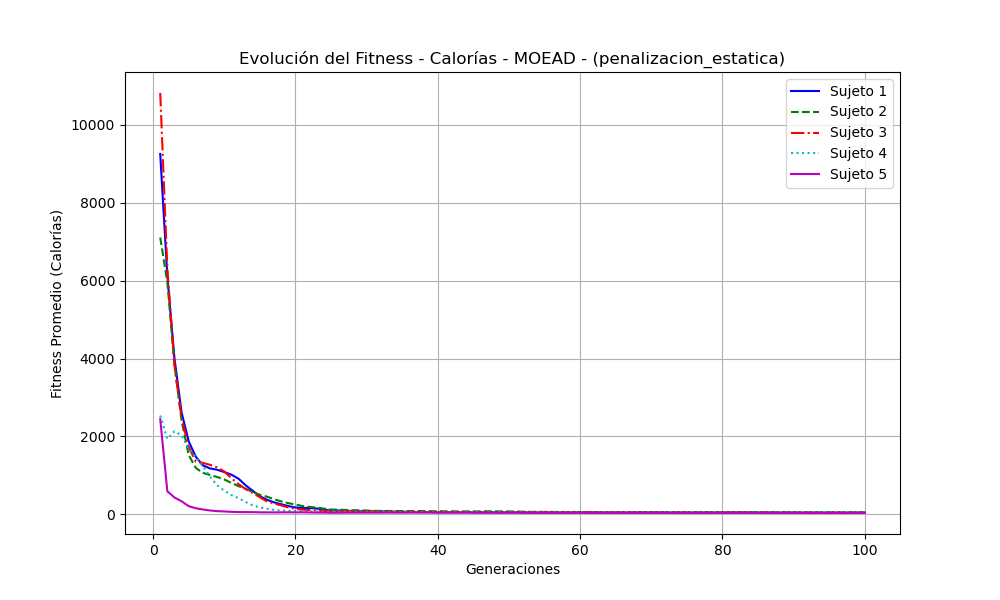 Evolución del Fitness - Calorías - MOEAD - (penalizacion_estatica)
Sujeto 1
Sujeto 2
Sujeto 3
Sujeto 4
Sujeto 5
Fitness Promedio (Calorías)
10000
8000
6000
4000
2000
0
0 20 40 60 80 100
Generaciones